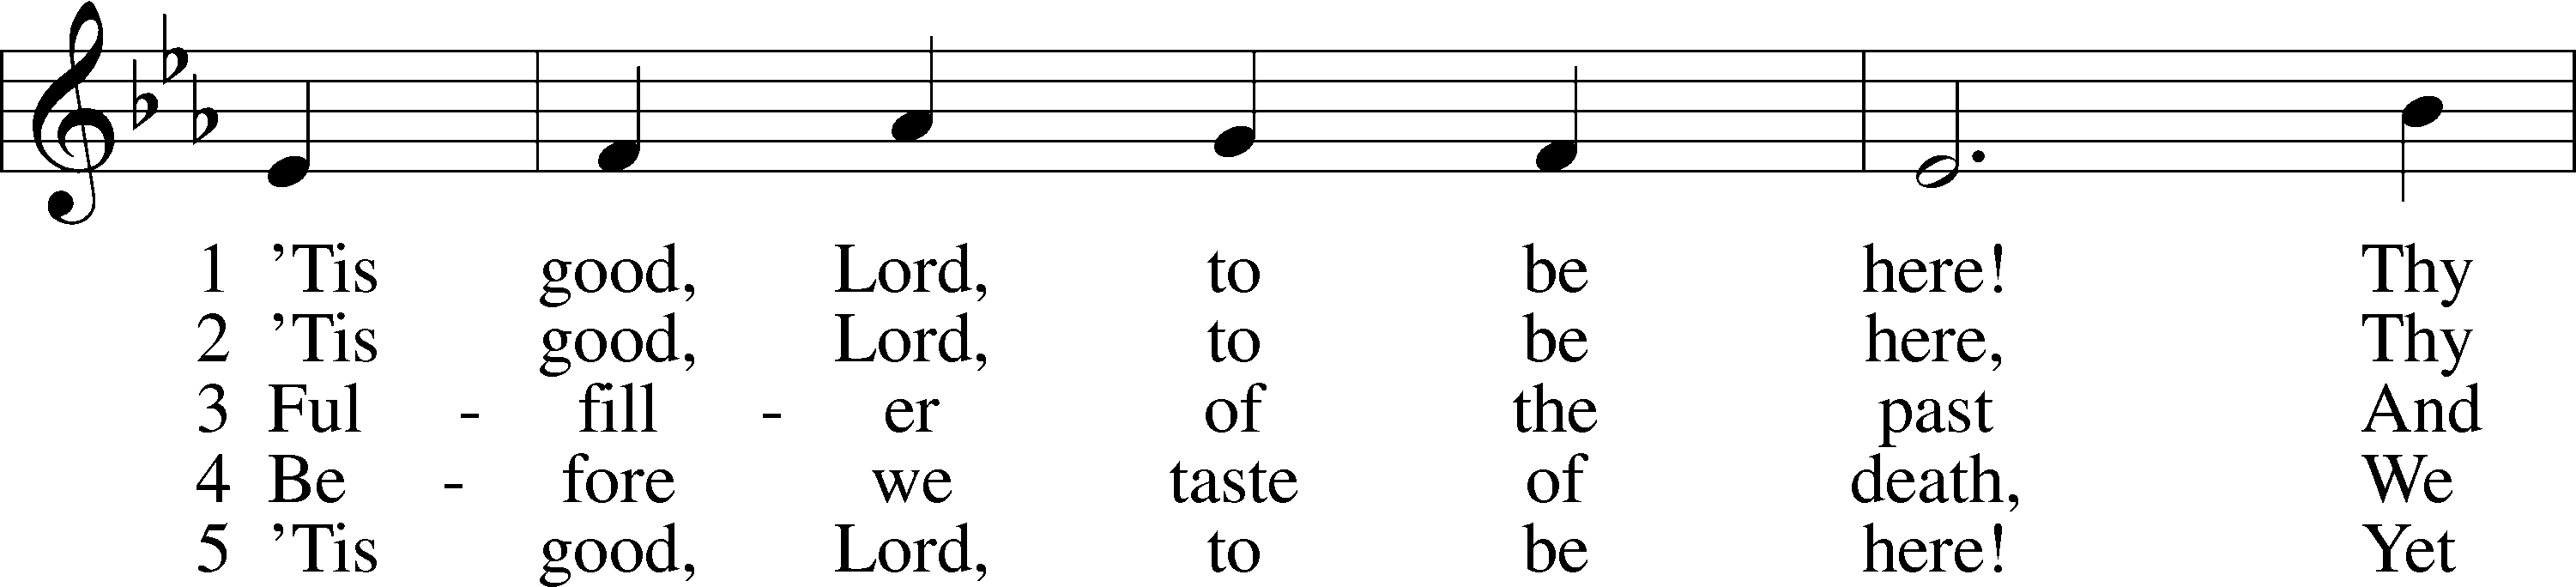 1 ’Tis good, Lord, to be here! Thy
2 ’Tis good, Lord, to be here, Thy
3 Ful - fill - er of the past And
4 Be - fore we taste of death, We
5 ’Tis good, Lord, to be here! Yet